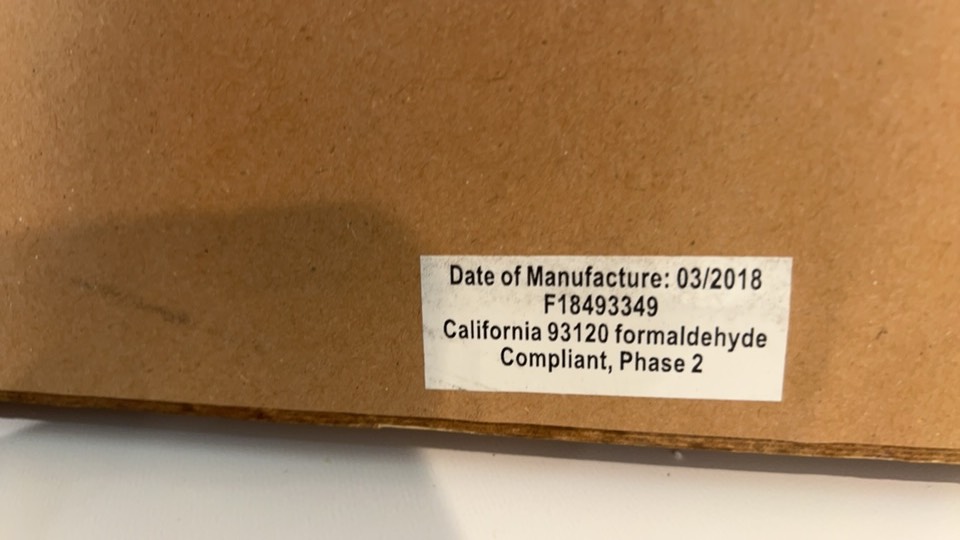 Date of Manufacture: 03/2018
F18493349
California 93120 formaldehyde
Compliant, Phase 2